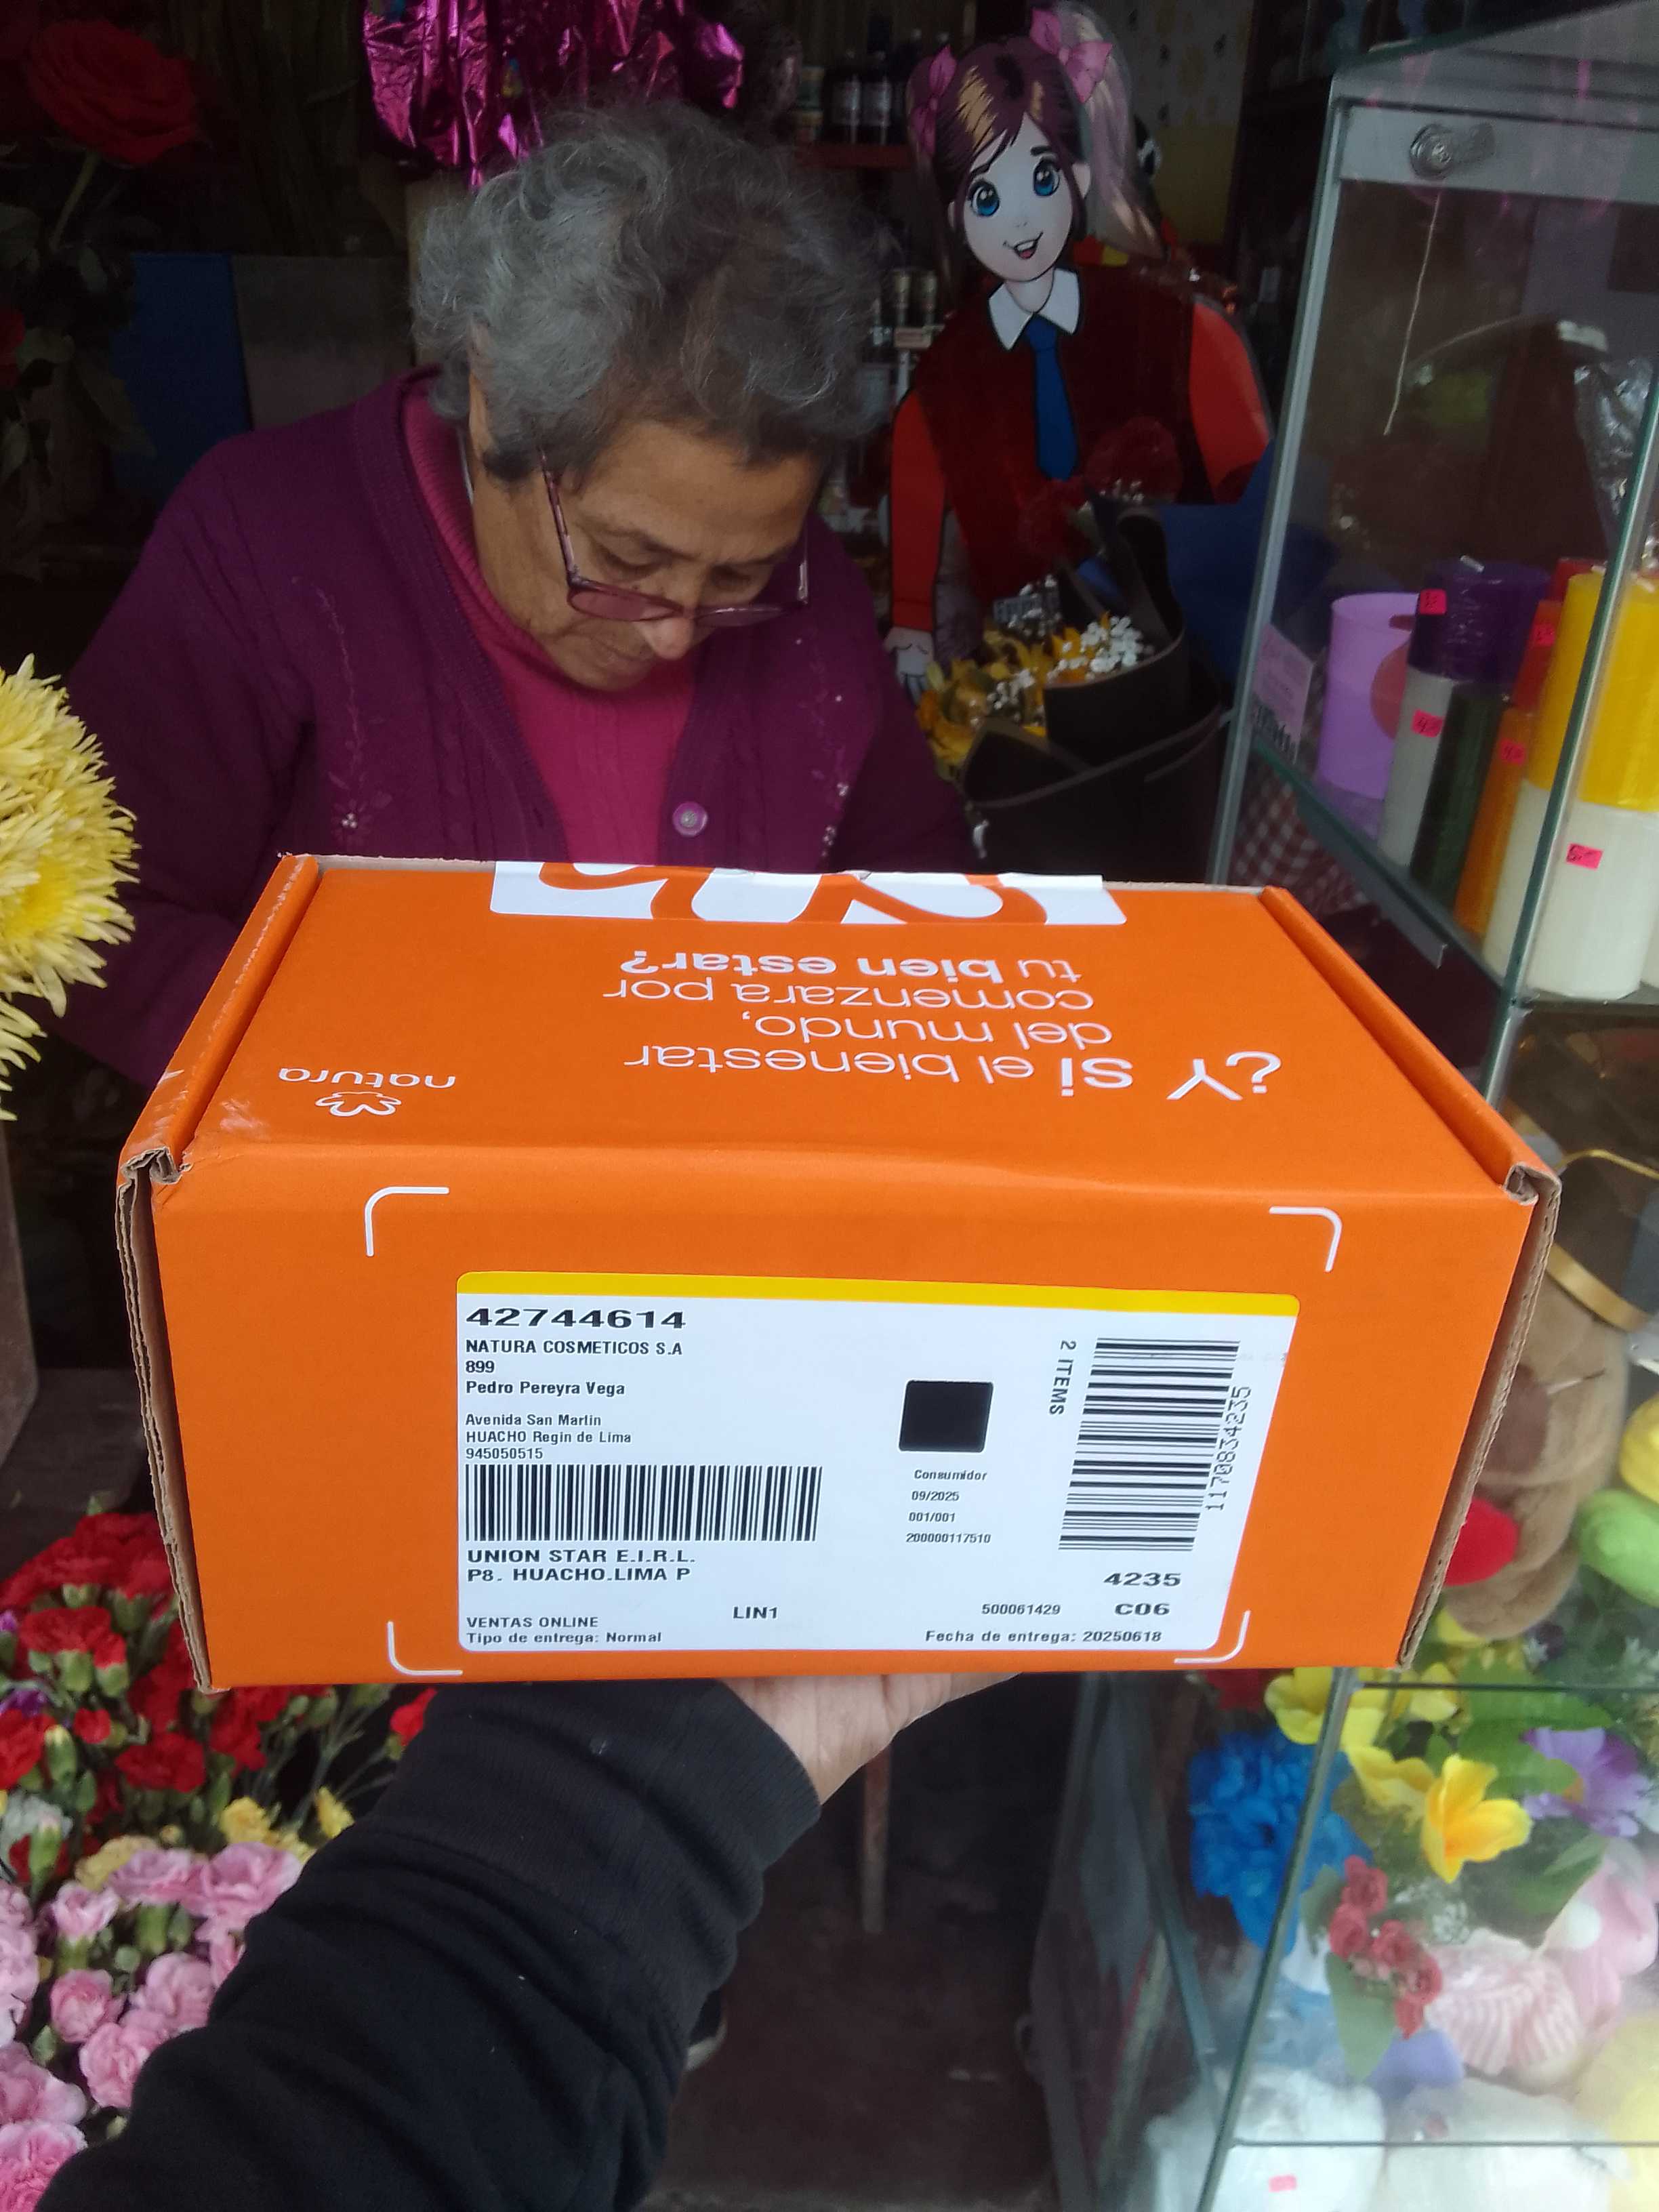 ¿Y si el bienestar
del mundo,
comenzara por
tu bien estar?
natura
42744614
NATURA COSMETICOS S.A
899
Pedro Pereyra Vega
Avenida San Martin
HUACHO Regin de Lima
945050515
UNION STAR E.I.R.L.
P8. HUACHO.LIMA P
VENTAS ONLINE
Tipo de entrega: Normal
LIN1
Consumidor
09/2025
001/001
200000117510
2 ITEMS
1170834235
4235
500061429
C06
Fecha de entrega: 20250618